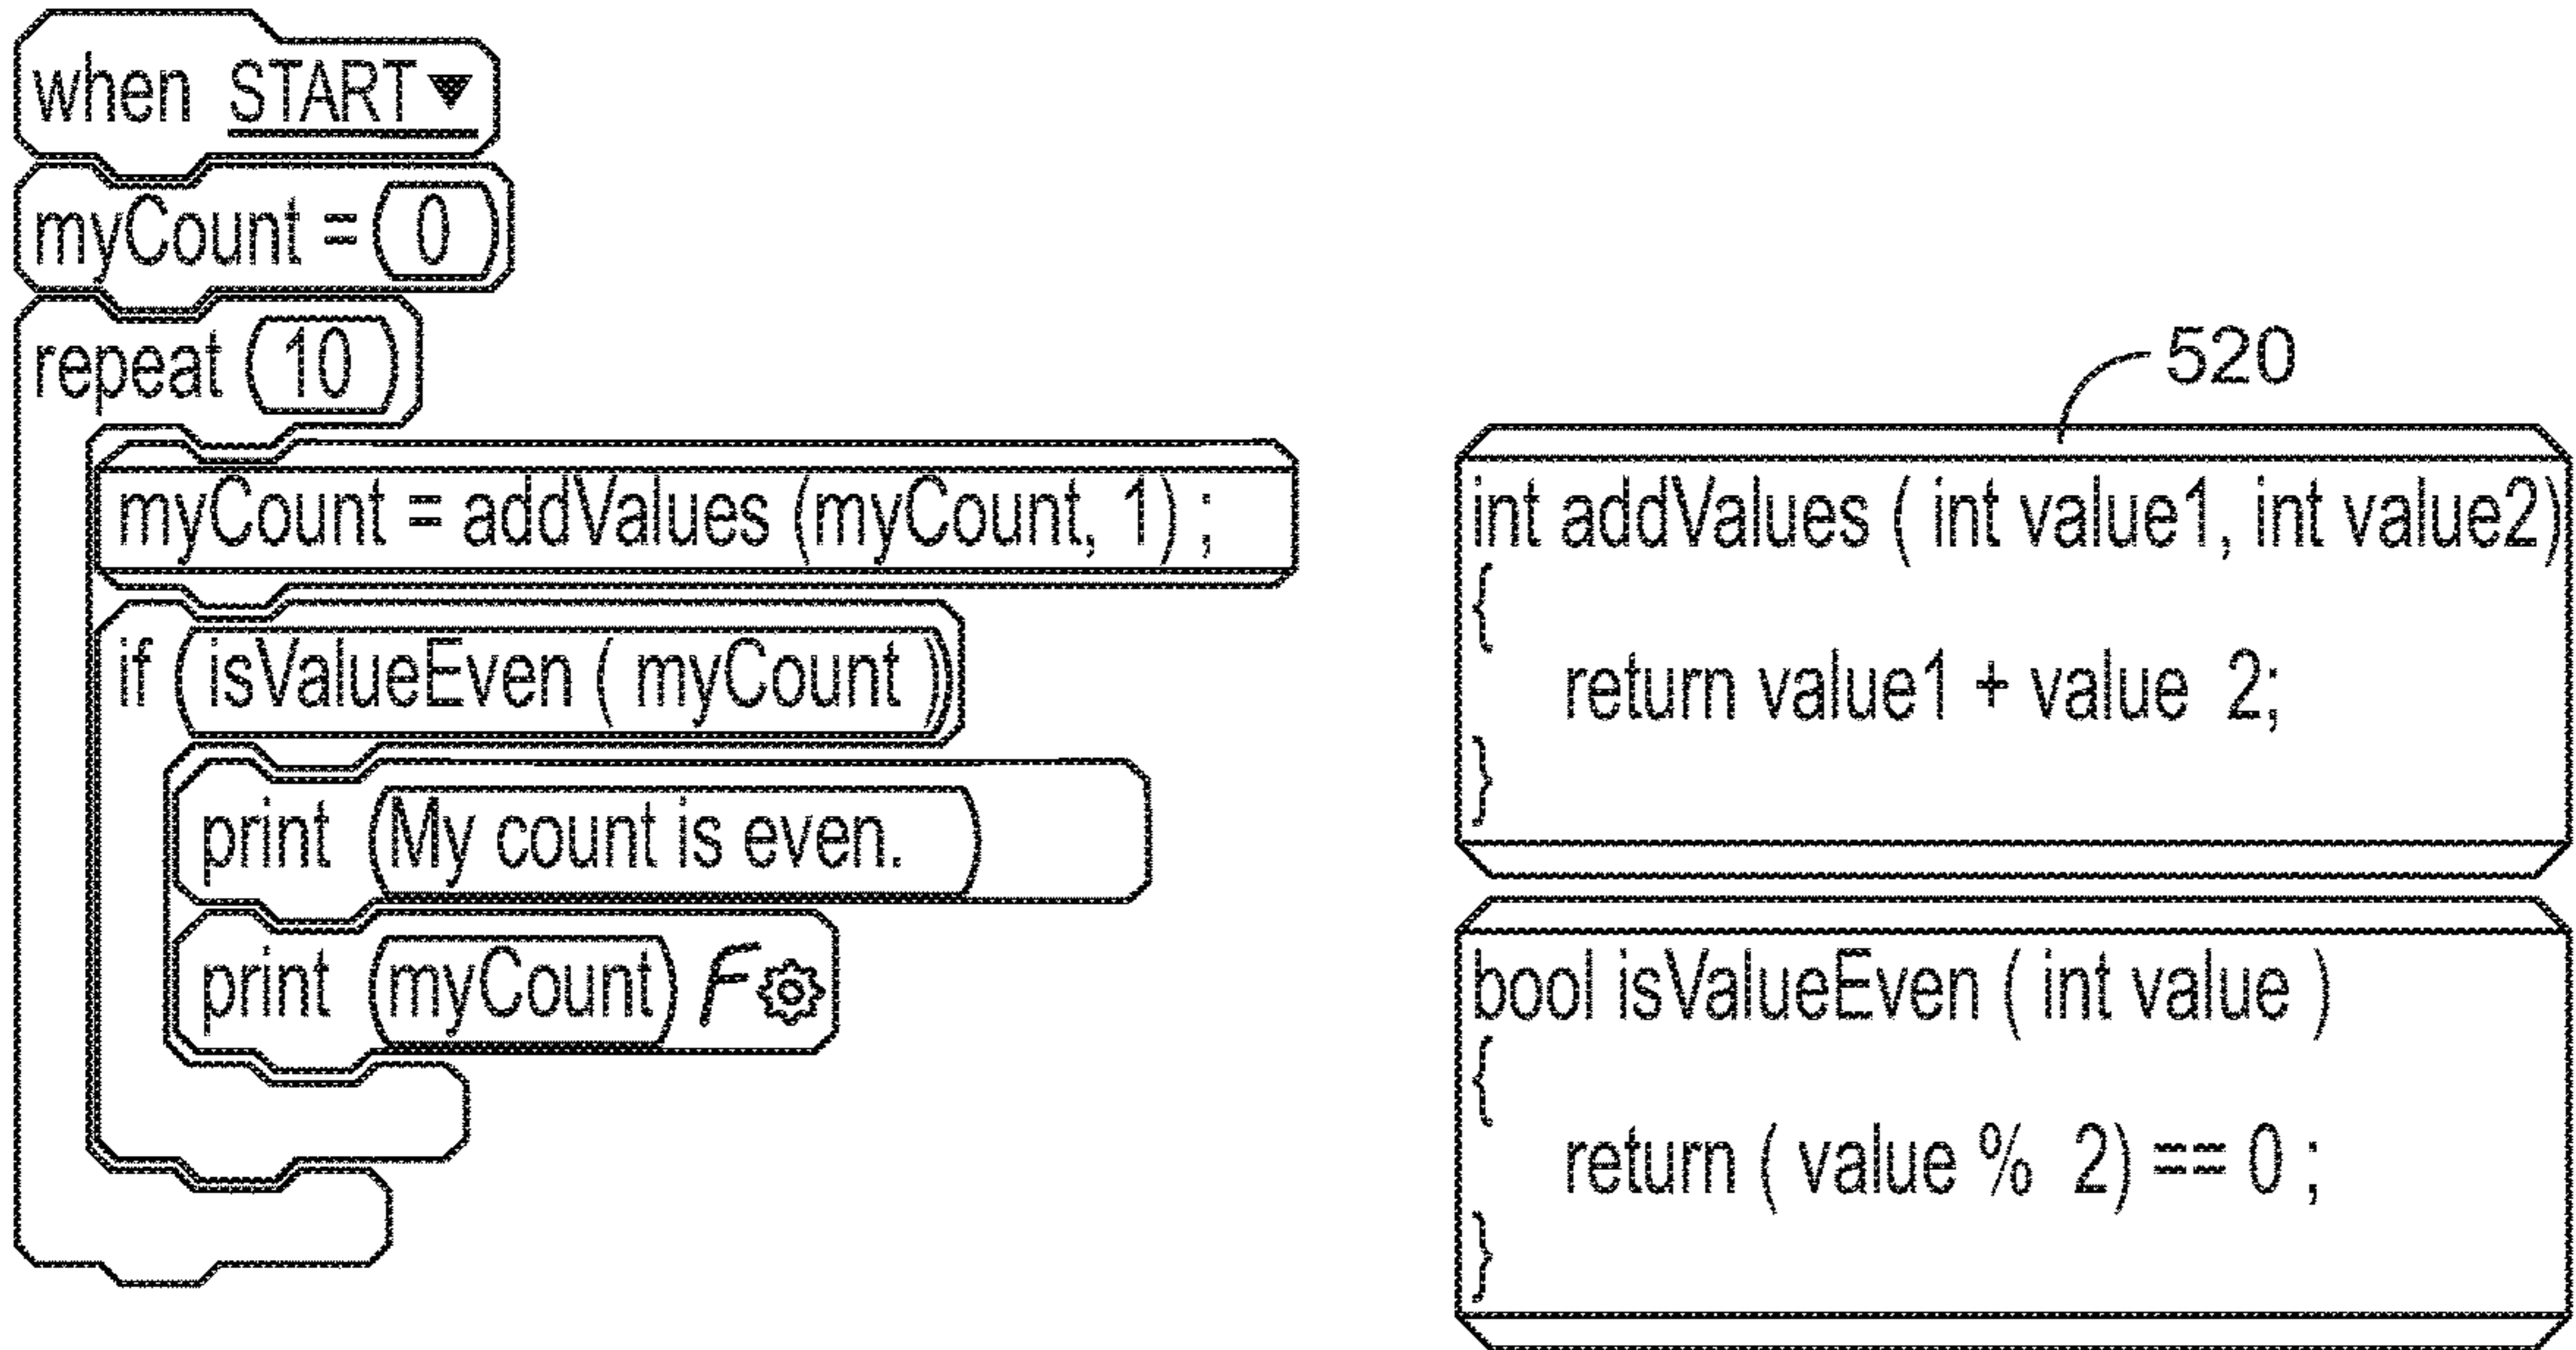 when START
myCount = 0
repeat 10
myCount = addValues (myCount, 1) ;
if ( isValueEven ( myCount )
print My count is even.
print myCount F
520
int addValues ( int value1, int value2)
{
return value1 + value 2;
}
bool isValueEven ( int value )
{
return ( value % 2) == 0 ;
}